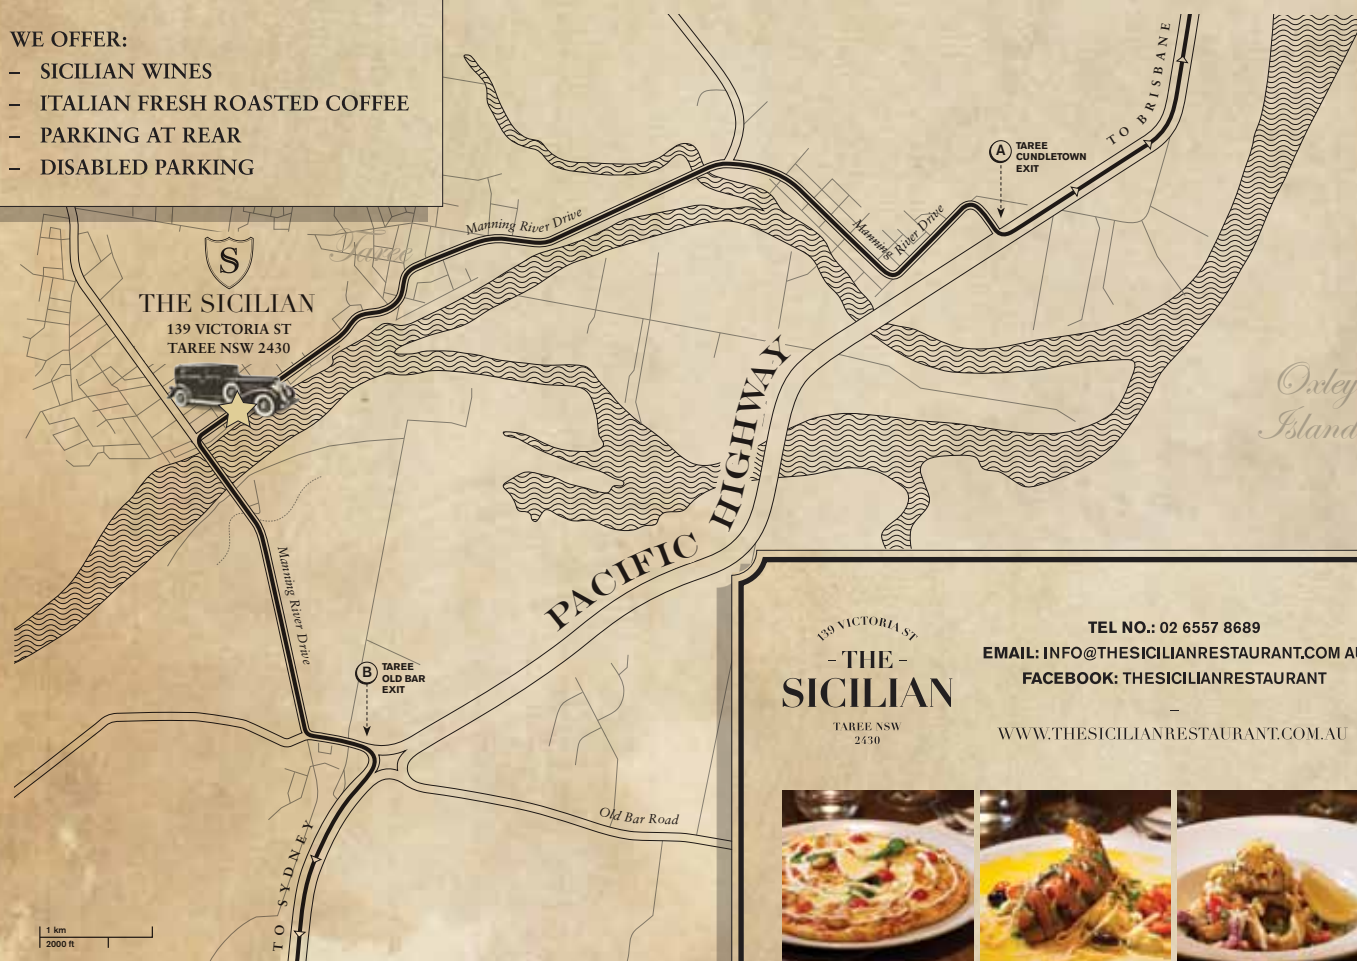 WE OFFER:
– SICILIAN WINES
– ITALIAN FRESH ROASTED COFFEE
– PARKING AT REAR
– DISABLED PARKING
TO BRISBANE
A
TAREE
CUNDLETOWN
EXIT
Manning River Drive
Manning River Drive
Taree
S
THE SICILIAN
139 VICTORIA ST
TAREE NSW 2430
PACIFIC HIGHWAY
Oxley
Island
Manning River Drive
B
TAREE
OLD BAR
EXIT
Old Bar Road
TO SYDNEY
1 km
2000 ft
139 VICTORIA ST
– THE –
SICILIAN
TAREE NSW
2430
TEL NO.: 02 6557 8689
EMAIL: INFO@THESICILIANRESTAURANT.COM AU
FACEBOOK: THESICILIANRESTAURANT
–
WWW.THESICILIANRESTAURANT.COM.AU